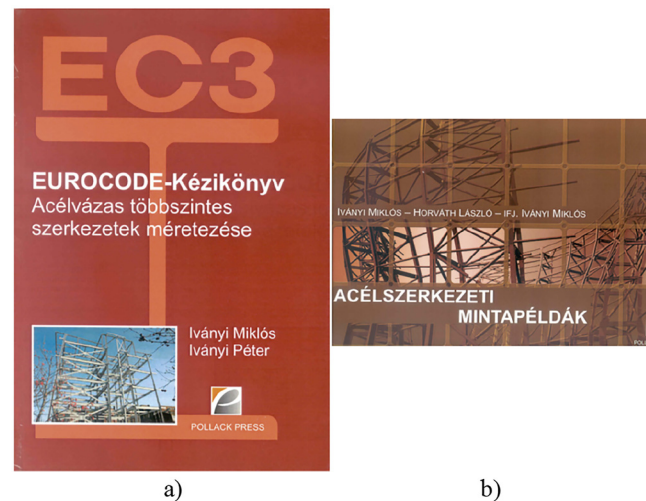 EC3
EUROCODE-Kézikönyv
Acélvázas többszintes
szerkezetek méretezése
Iványi Miklós
Iványi Péter
POLLACK PRESS
IVÁNYI MIKLÓS – HORVÁTH LÁSZLÓ – IFJ. IVÁNYI MIKLÓS
ACÉLSZERKEZETI
MINTAPÉLDÁK
a)
b)